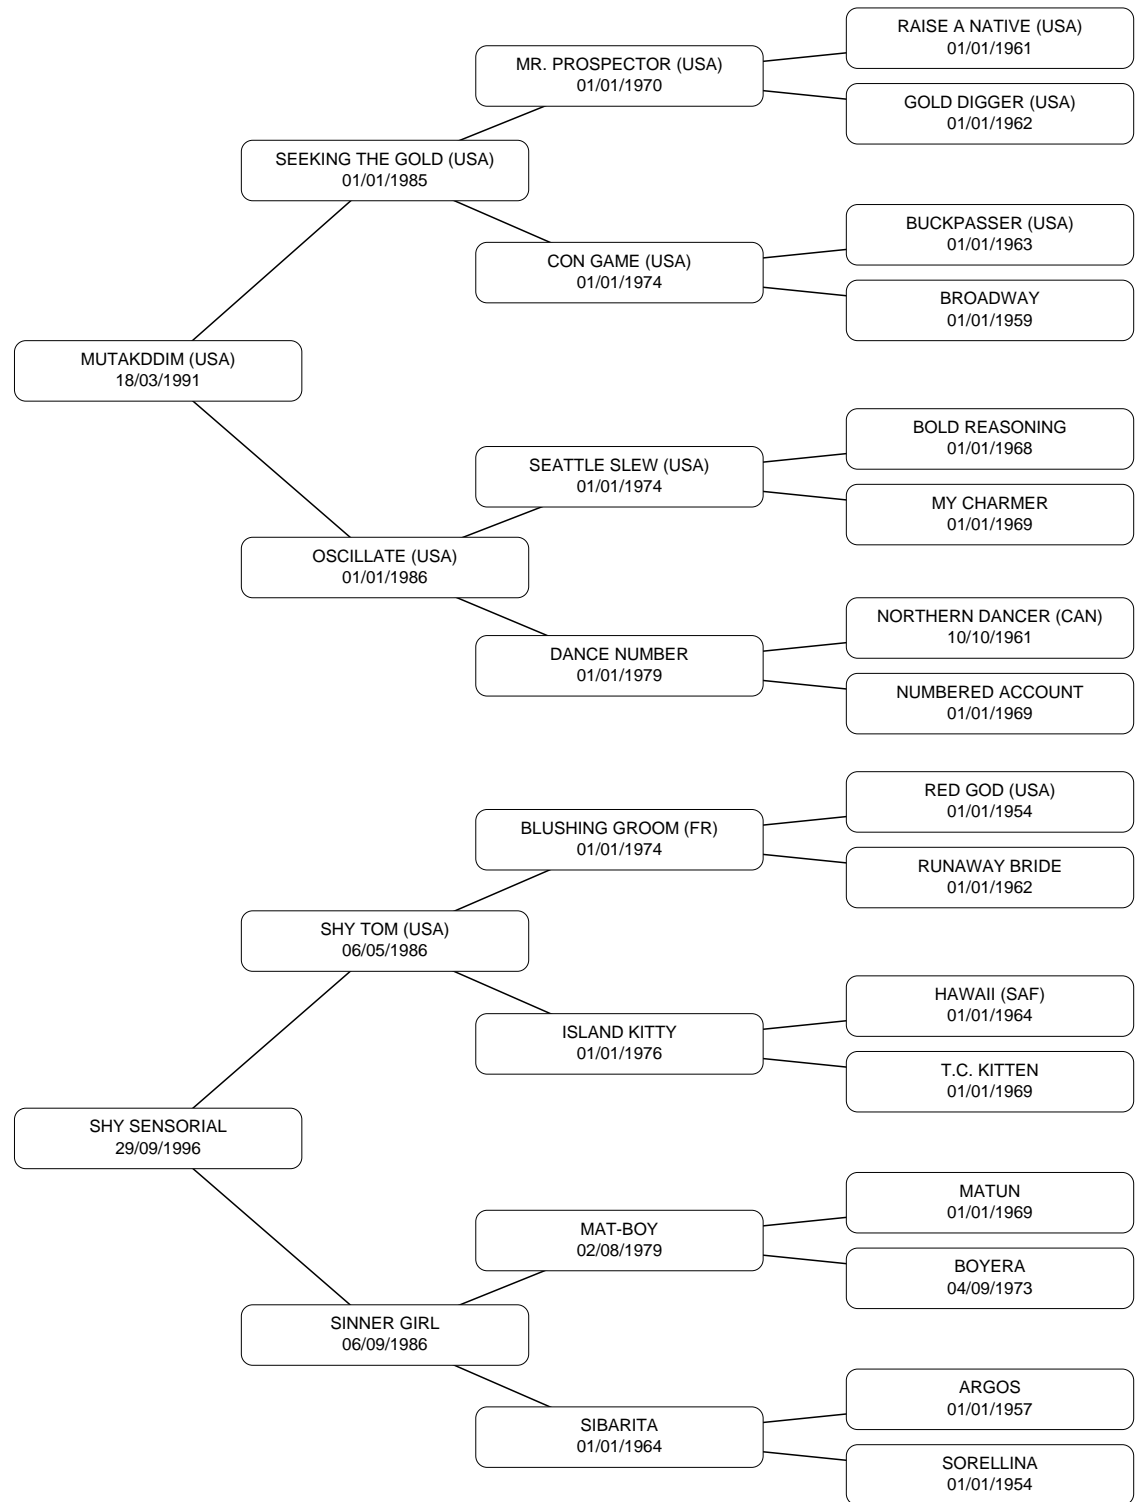 RAISE A NATIVE (USA)
01/01/1961
MR. PROSPECTOR (USA)
01/01/1970
GOLD DIGGER (USA)
01/01/1962
SEEKING THE GOLD (USA)
01/01/1985
BUCKPASSER (USA)
01/01/1963
CON GAME (USA)
01/01/1974
BROADWAY
01/01/1959
MUTAKDDIM (USA)
18/03/1991
BOLD REASONING
01/01/1968
SEATTLE SLEW (USA)
01/01/1974
MY CHARMER
01/01/1969
OSCILLATE (USA)
01/01/1986
NORTHERN DANCER (CAN)
10/10/1961
DANCE NUMBER
01/01/1979
NUMBERED ACCOUNT
01/01/1969
RED GOD (USA)
01/01/1954
BLUSHING GROOM (FR)
01/01/1974
RUNAWAY BRIDE
01/01/1962
SHY TOM (USA)
06/05/1986
HAWAII (SAF)
01/01/1964
ISLAND KITTY
01/01/1976
T.C. KITTEN
01/01/1969
SHY SENSORIAL
29/09/1996
MATUN
01/01/1969
MAT-BOY
02/08/1979
BOYERA
04/09/1973
SINNER GIRL
06/09/1986
ARGOS
01/01/1957
SIBARITA
01/01/1964
SORELLINA
01/01/1954